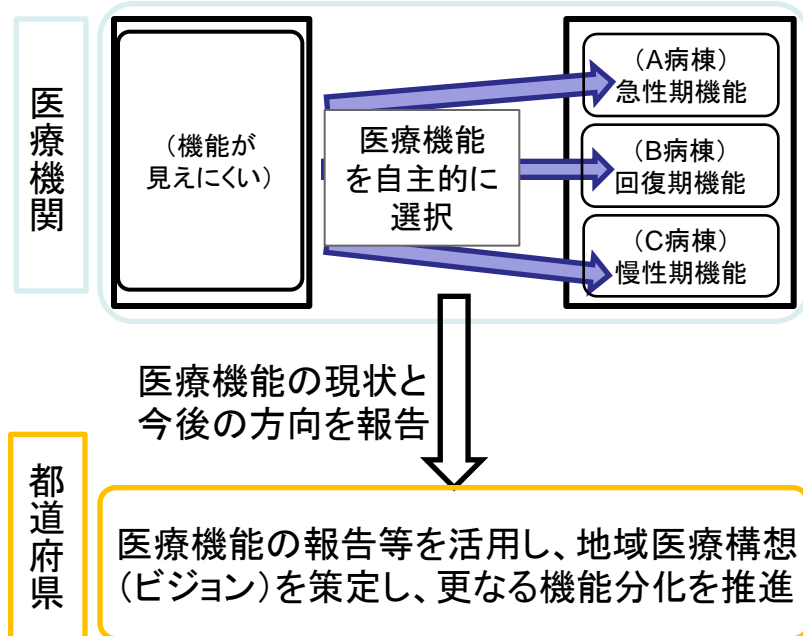 医療機関
（機能が
見えにくい）
医療機能
を自主的に
選択
（A病棟）
急性期機能
（B病棟）
回復期機能
（C病棟）
慢性期機能
医療機能の現状と
今後の方向を報告
都道府県
医療機能の報告等を活用し、地域医療構想
（ビジョン）を策定し、更なる機能分化を推進